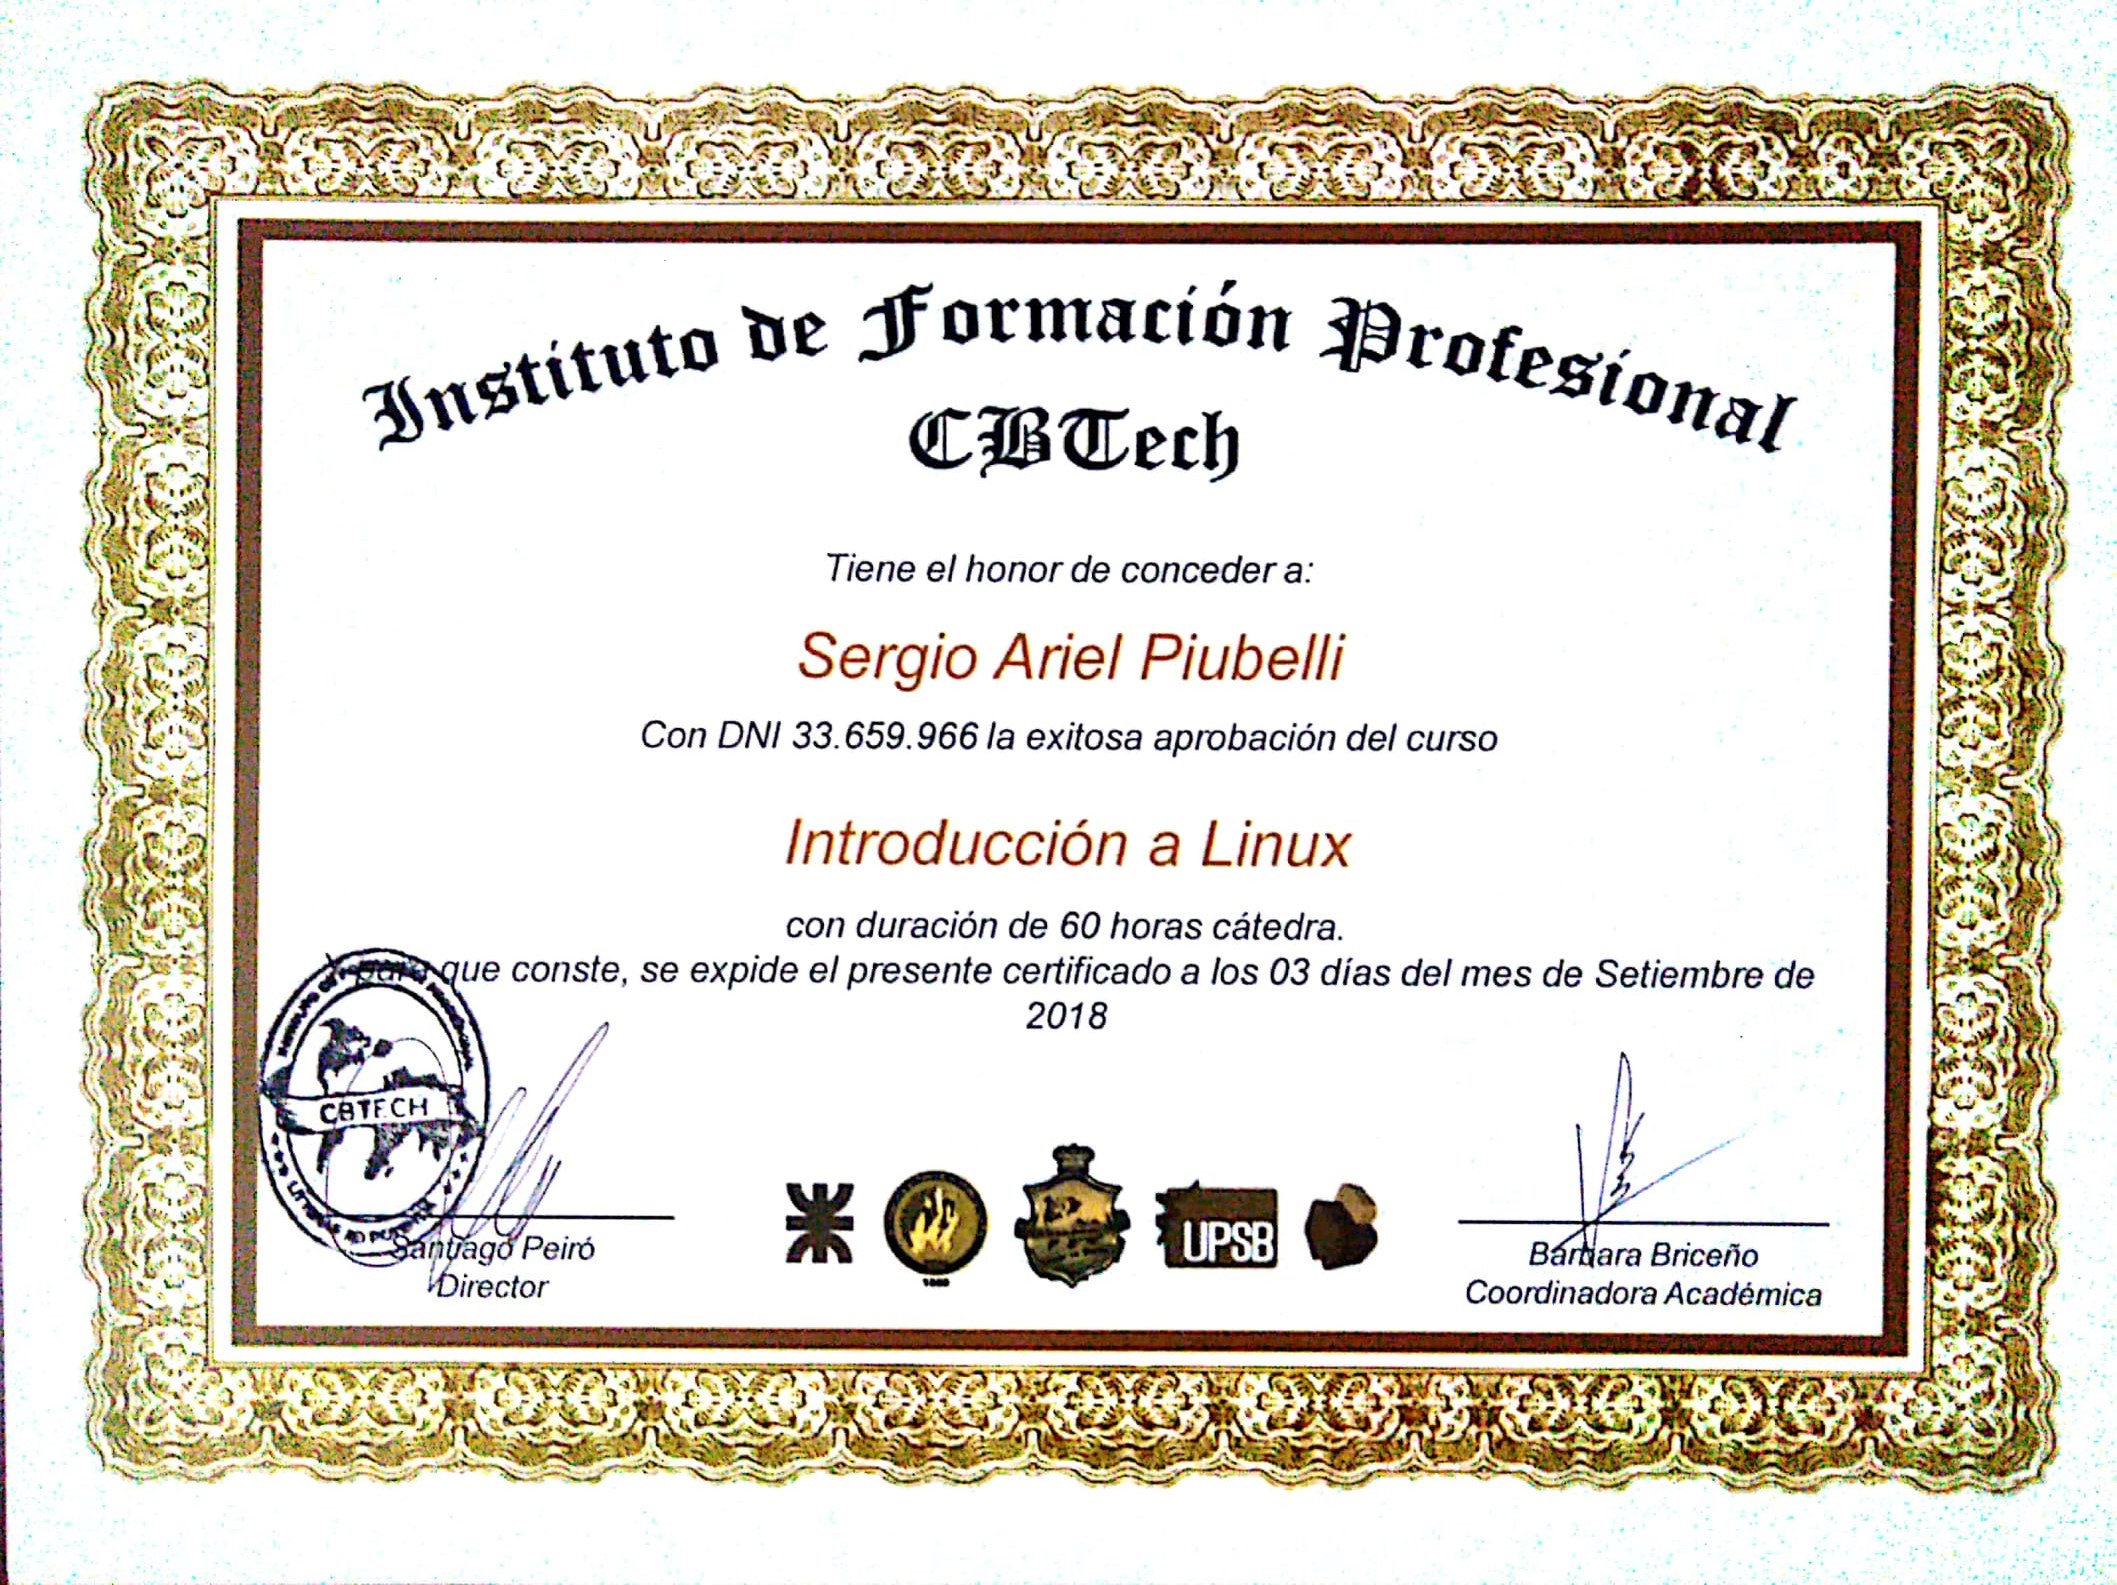 Instituto de Formación Profesional
CBTech
Tiene el honor de conceder a:
Sergio Ariel Piubelli
Con DNI 33.659.966 la exitosa aprobación del curso
Introducción a Linux
con duración de 60 horas cátedra.
Y para que conste, se expide el presente certificado a los 03 días del mes de Setiembre de
2018
CBTECH
UPSB
Santiago Peiró
Director
Bárbara Briceño
Coordinadora Académica